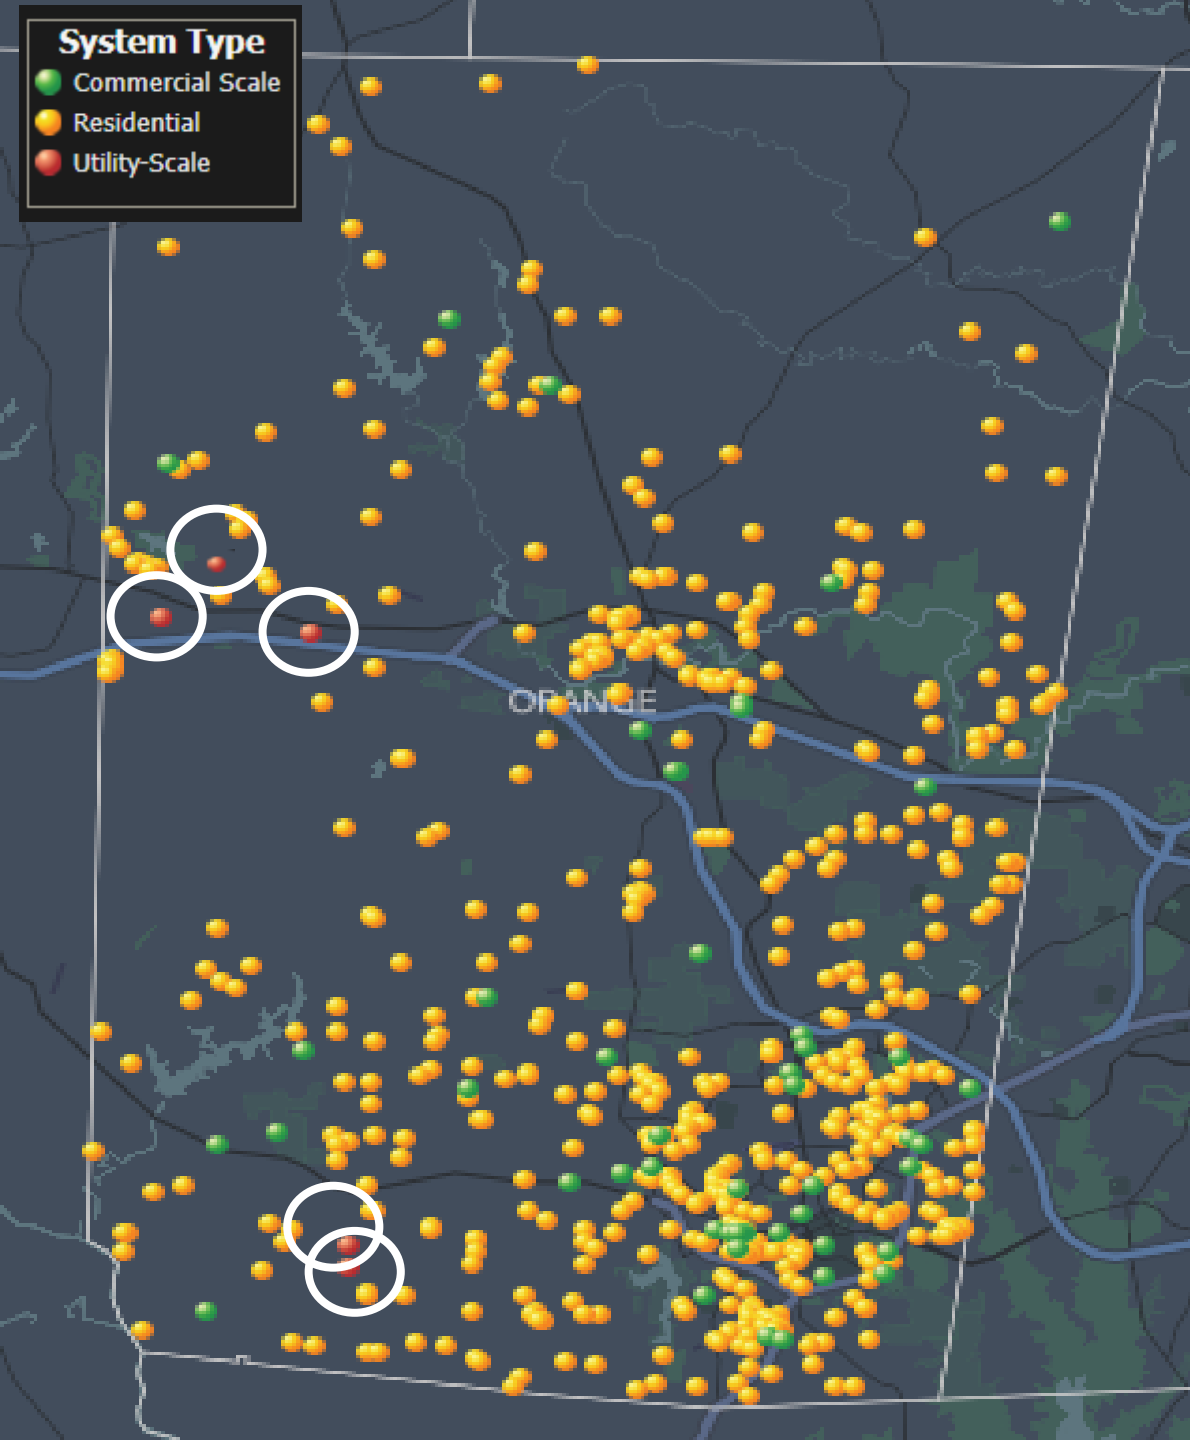 System Type
Commercial Scale
Residential
Utility-Scale
ORANGE